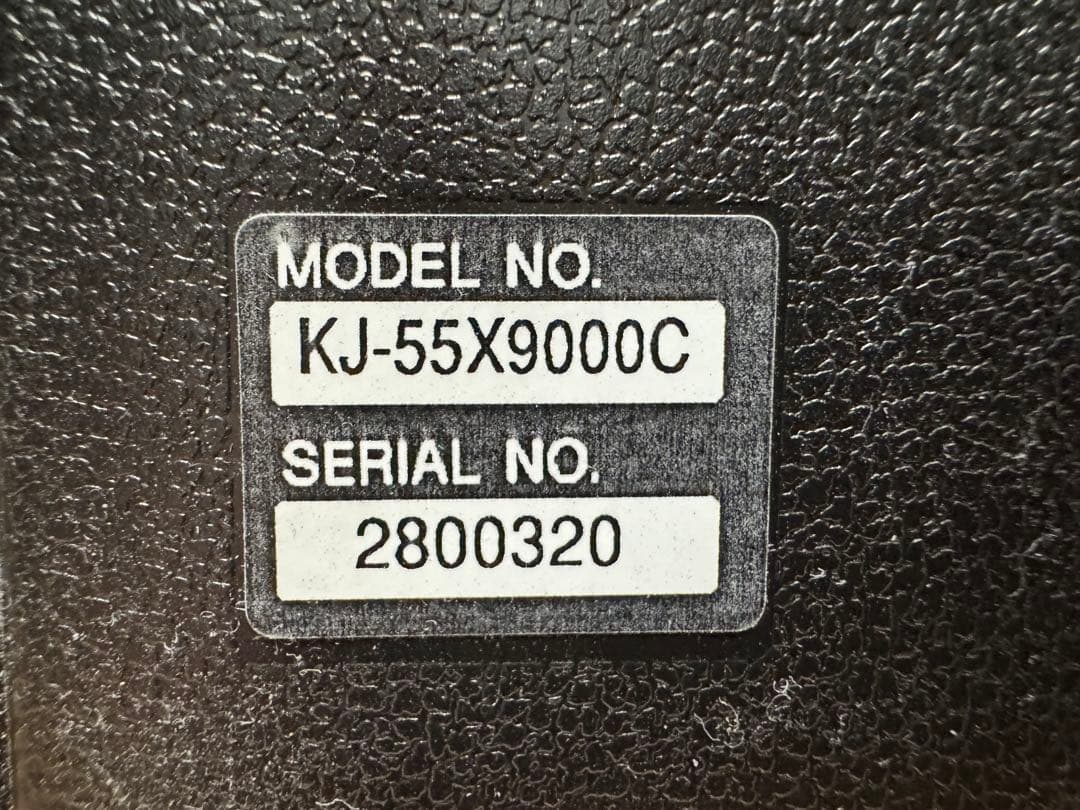 MODEL NO.
KJ-55X9000C
SERIAL NO.
2800320